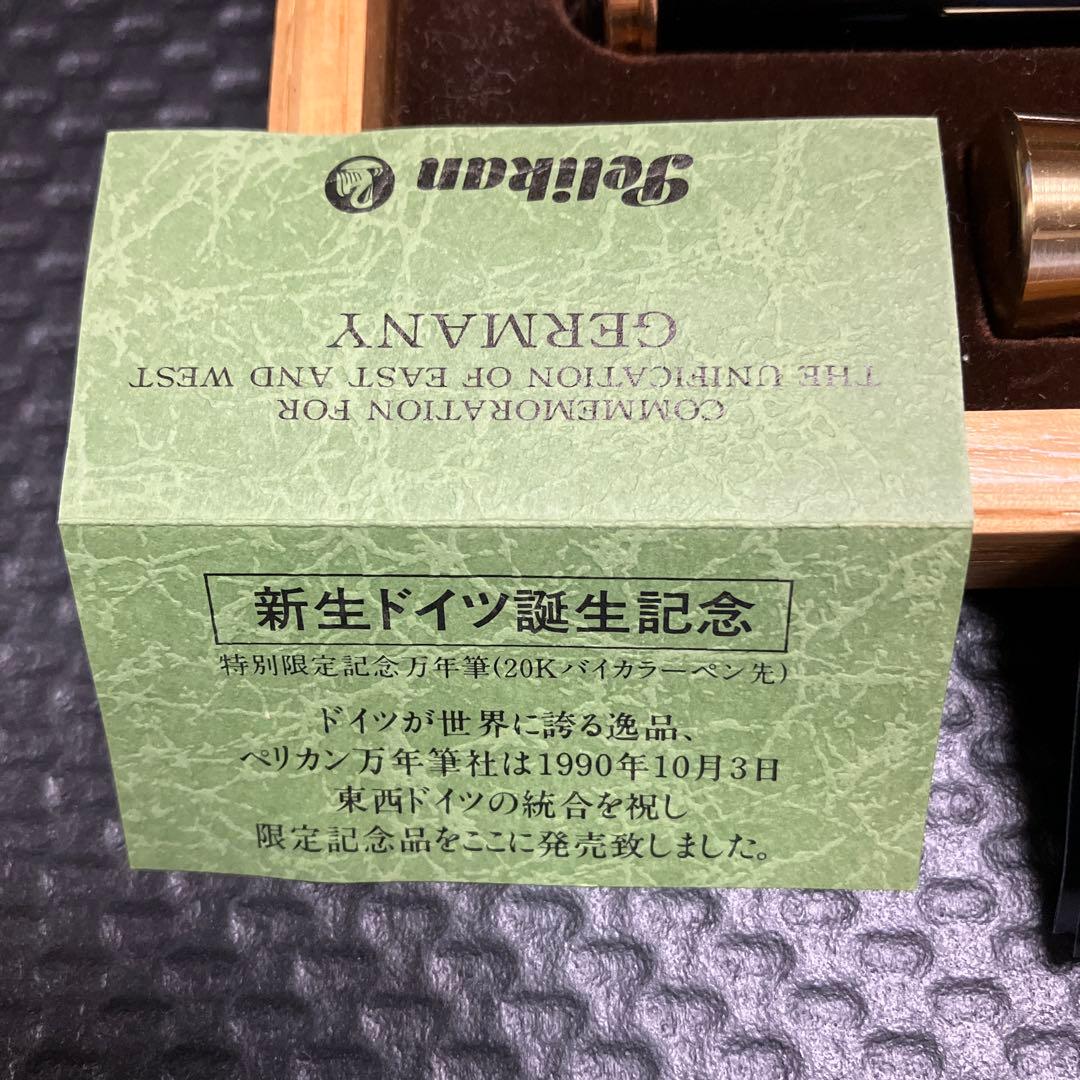 Pelikan
GERMANY
THE UNIFICATION OF EAST AND WEST
COMMEMORATION FOR
新生ドイツ誕生記念
特別限定記念万年筆(20Kバイカラーペン先)
ドイツが世界に誇る逸品、
ペリカン万年筆社は1990年10月3日
東西ドイツの統合を祝し
限定記念品をここに発売致しました。